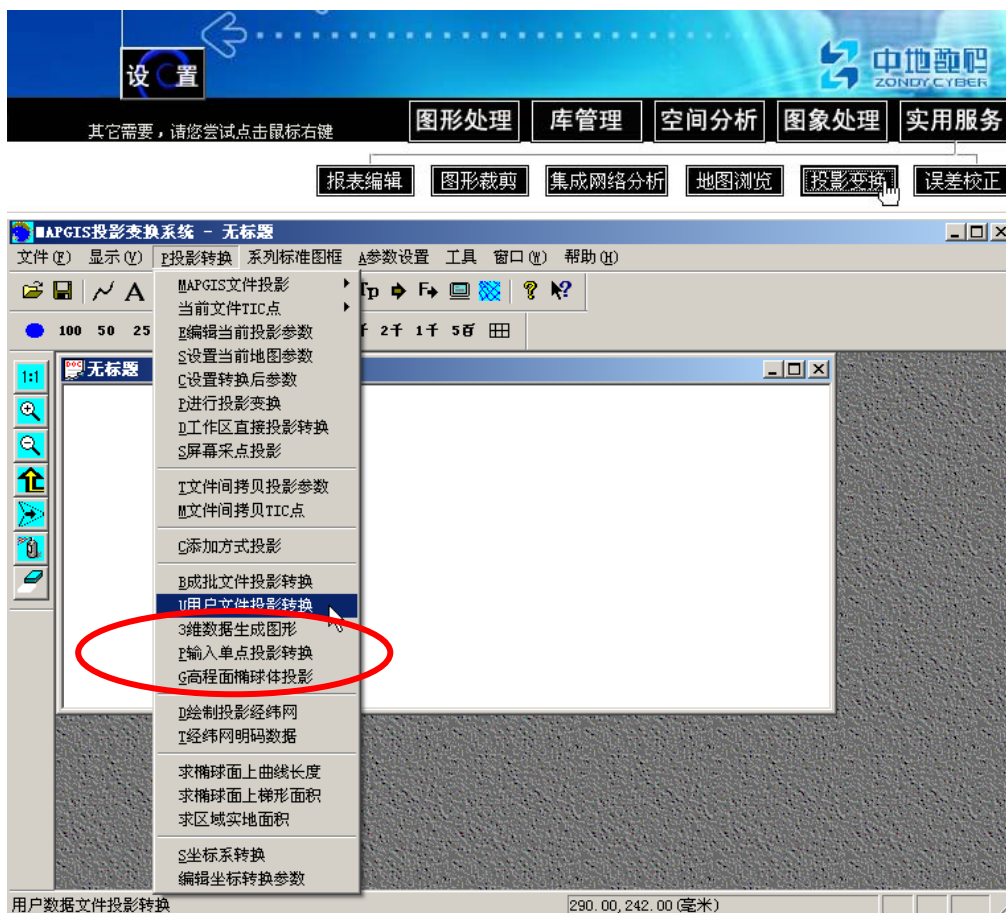 设置
中地数码
ZONDY CYBER
其它需要，请您尝试点击鼠标右键
图形处理 库管理 空间分析 图象处理 实用服务
报表编辑 图形裁剪 集成网络分析 地图浏览 投影变换 误差校正
MAPGIS投影变换系统 - 无标题
文件(F) 显示(V) P投影转换 系列标准图框 A参数设置 工具 窗口(W) 帮助(H)
A Tp F
100 50 25 2千 1千 5百
1:1
无标题
MAPGIS文件投影
当前文件TIC点
E编辑当前投影参数
S设置当前地图参数
C设置转换后参数
P进行投影变换
D工作区直接投影转换
S屏幕采点投影
T文件间拷贝投影参数
M文件间拷贝TIC点
C添加方式投影
B成批文件投影转换
U用户文件投影转换
3维数据生成图形
P输入单点投影转换
G高程面椭球体投影
D绘制投影经纬网
T经纬网明码数据
求椭球面上曲线长度
求椭球面上梯形面积
求区域实地面积
S坐标系转换
编辑坐标转换参数
用户数据文件投影转换 290.00,242.00(毫米)